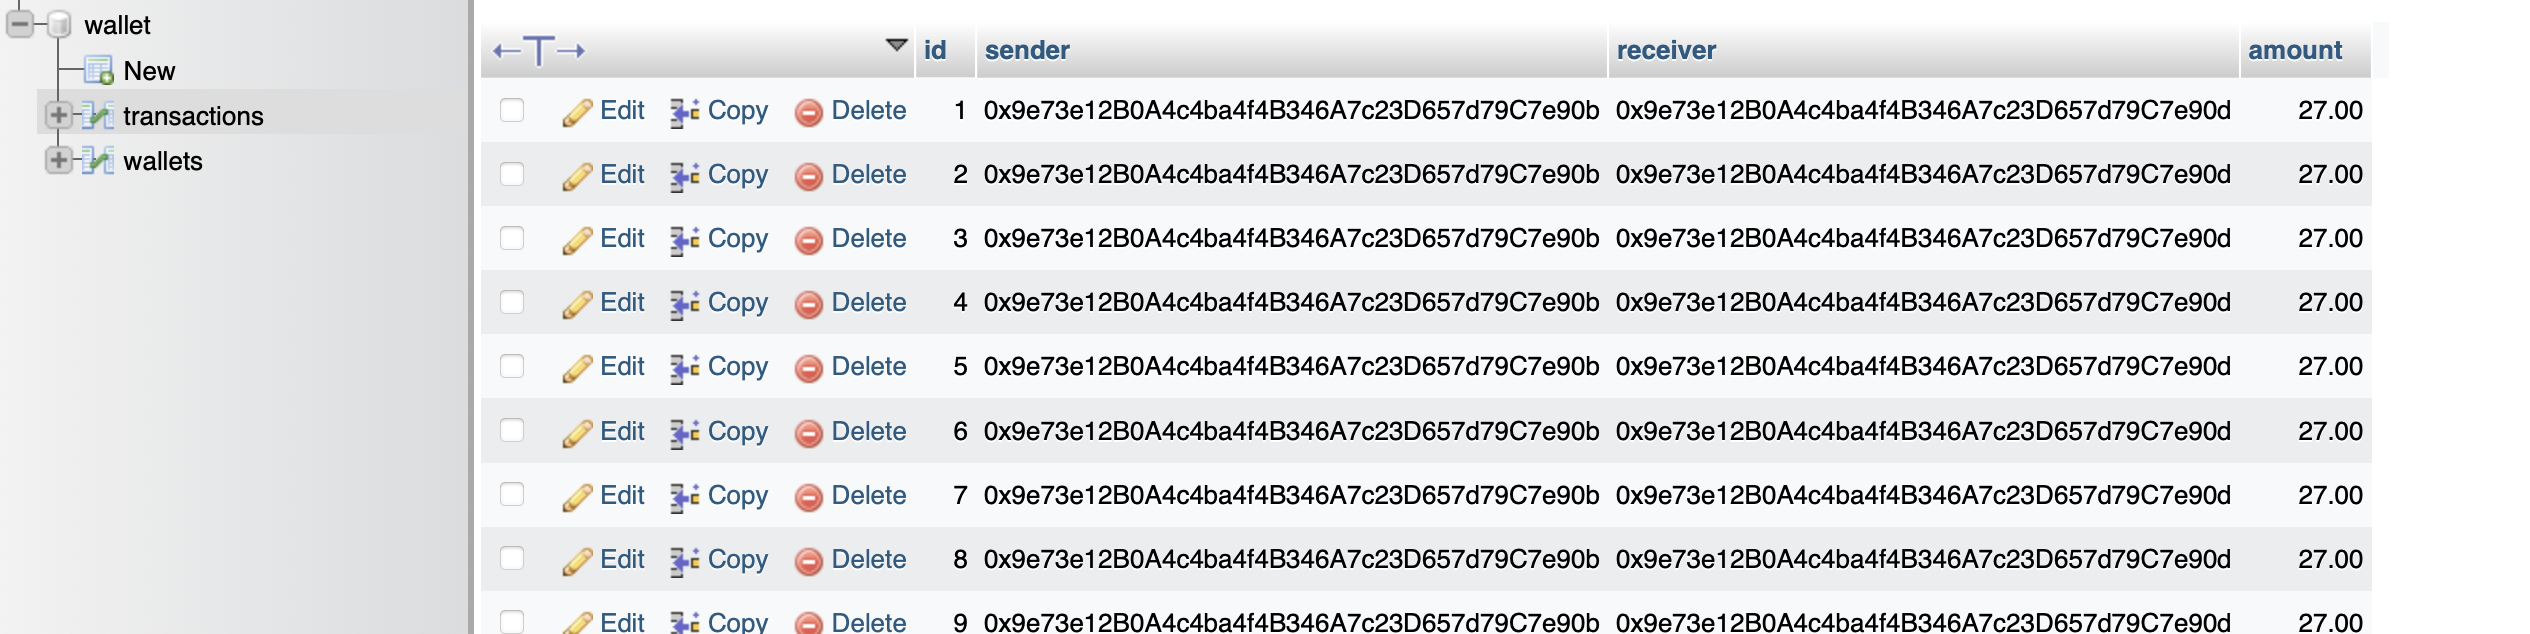 wallet
New
transactions
wallets
id sender receiver amount
Edit Copy Delete 1 0x9e73e12B0A4c4ba4f4B346A7c23D657d79C7e90b 0x9e73e12B0A4c4ba4f4B346A7c23D657d79C7e90d 27.00
Edit Copy Delete 2 0x9e73e12B0A4c4ba4f4B346A7c23D657d79C7e90b 0x9e73e12B0A4c4ba4f4B346A7c23D657d79C7e90d 27.00
Edit Copy Delete 3 0x9e73e12B0A4c4ba4f4B346A7c23D657d79C7e90b 0x9e73e12B0A4c4ba4f4B346A7c23D657d79C7e90d 27.00
Edit Copy Delete 4 0x9e73e12B0A4c4ba4f4B346A7c23D657d79C7e90b 0x9e73e12B0A4c4ba4f4B346A7c23D657d79C7e90d 27.00
Edit Copy Delete 5 0x9e73e12B0A4c4ba4f4B346A7c23D657d79C7e90b 0x9e73e12B0A4c4ba4f4B346A7c23D657d79C7e90d 27.00
Edit Copy Delete 6 0x9e73e12B0A4c4ba4f4B346A7c23D657d79C7e90b 0x9e73e12B0A4c4ba4f4B346A7c23D657d79C7e90d 27.00
Edit Copy Delete 7 0x9e73e12B0A4c4ba4f4B346A7c23D657d79C7e90b 0x9e73e12B0A4c4ba4f4B346A7c23D657d79C7e90d 27.00
Edit Copy Delete 8 0x9e73e12B0A4c4ba4f4B346A7c23D657d79C7e90b 0x9e73e12B0A4c4ba4f4B346A7c23D657d79C7e90d 27.00
Edit Copy Delete 9 0x9e73e12B0A4c4ba4f4B346A7c23D657d79C7e90b 0x9e73e12B0A4c4ba4f4B346A7c23D657d79C7e90d 27.00